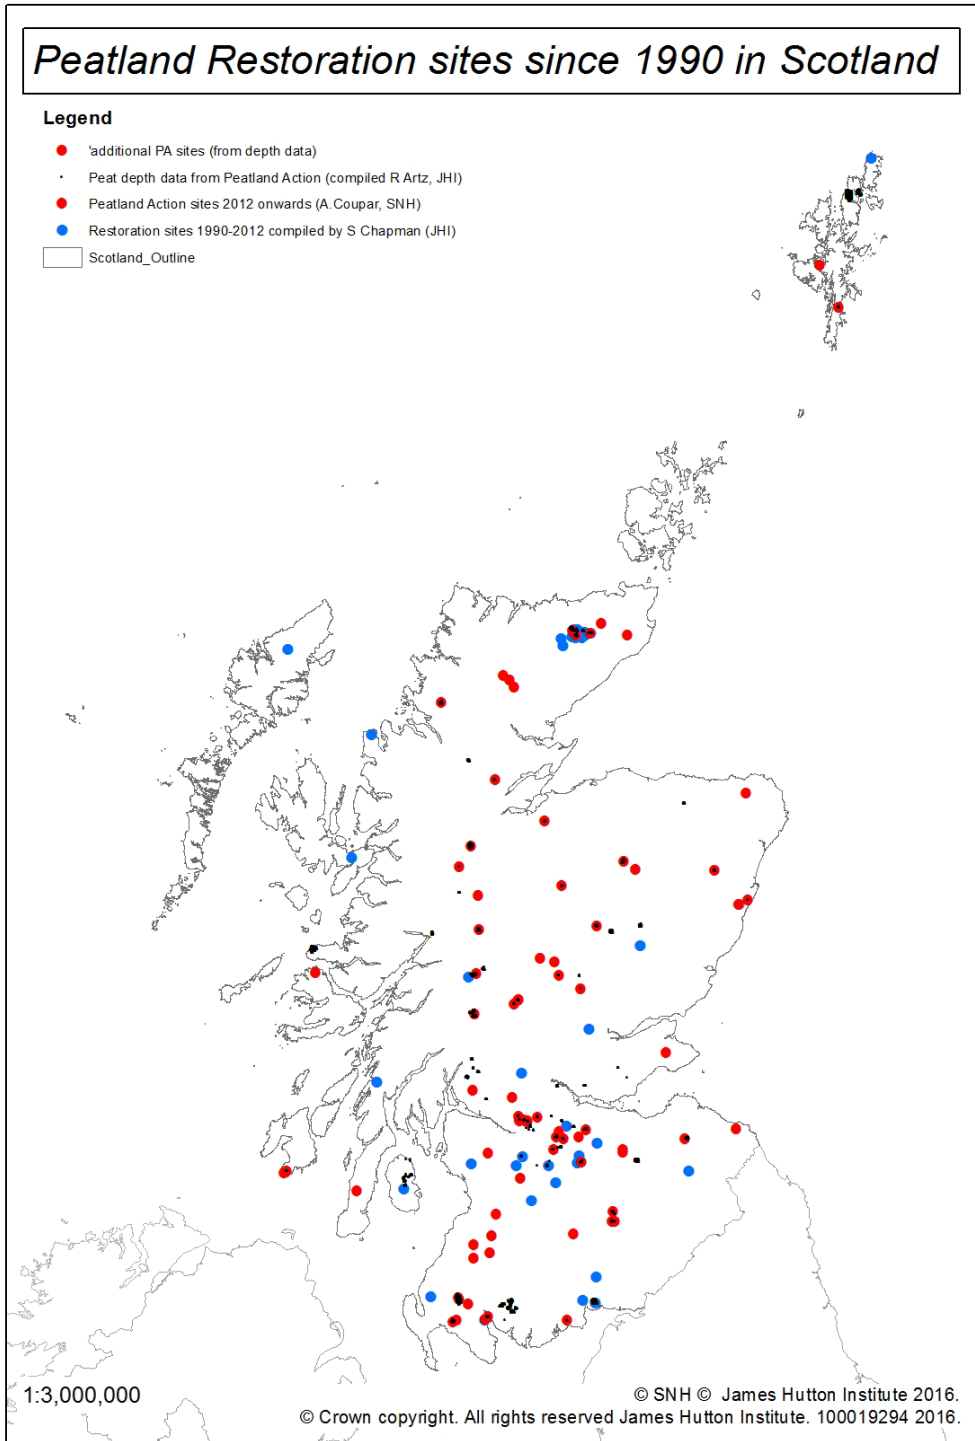 Peatland Restoration sites since 1990 in Scotland
Legend
'additional PA sites (from depth data)
Peat depth data from Peatland Action (compiled R Artz, JHI)
Peatland Action sites 2012 onwards (A.Coupar, SNH)
Restoration sites 1990-2012 compiled by S Chapman (JHI)
Scotland_Outline
1:3,000,000
© SNH © James Hutton Institute 2016.
© Crown copyright. All rights reserved James Hutton Institute. 100019294 2016.